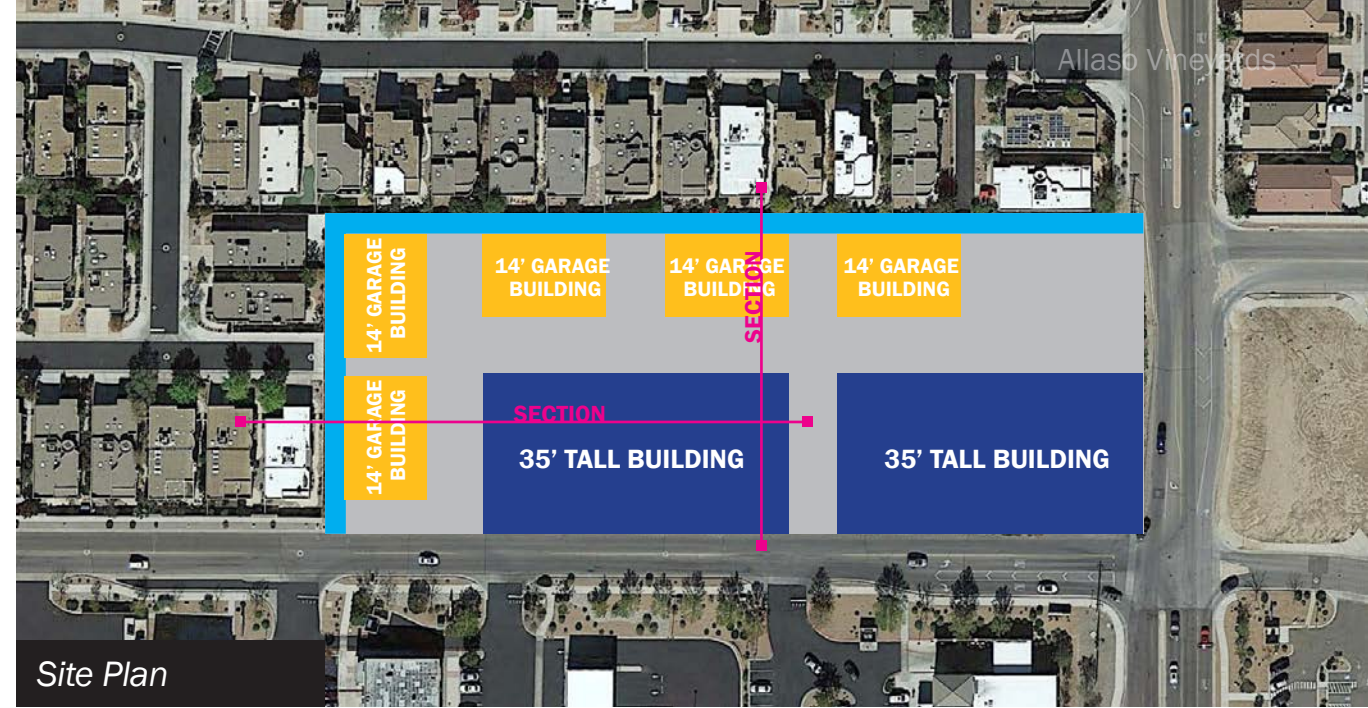 Allaso Vineyards
14’ GARAGE
BUILDING
14’ GARAGE
BUILDING
14’ GARAGE
BUILDING
14’ GARAGE
BUILDING
SECTION
14’ GARAGE
BUILDING
SECTION
35’ TALL BUILDING
35’ TALL BUILDING
Site Plan